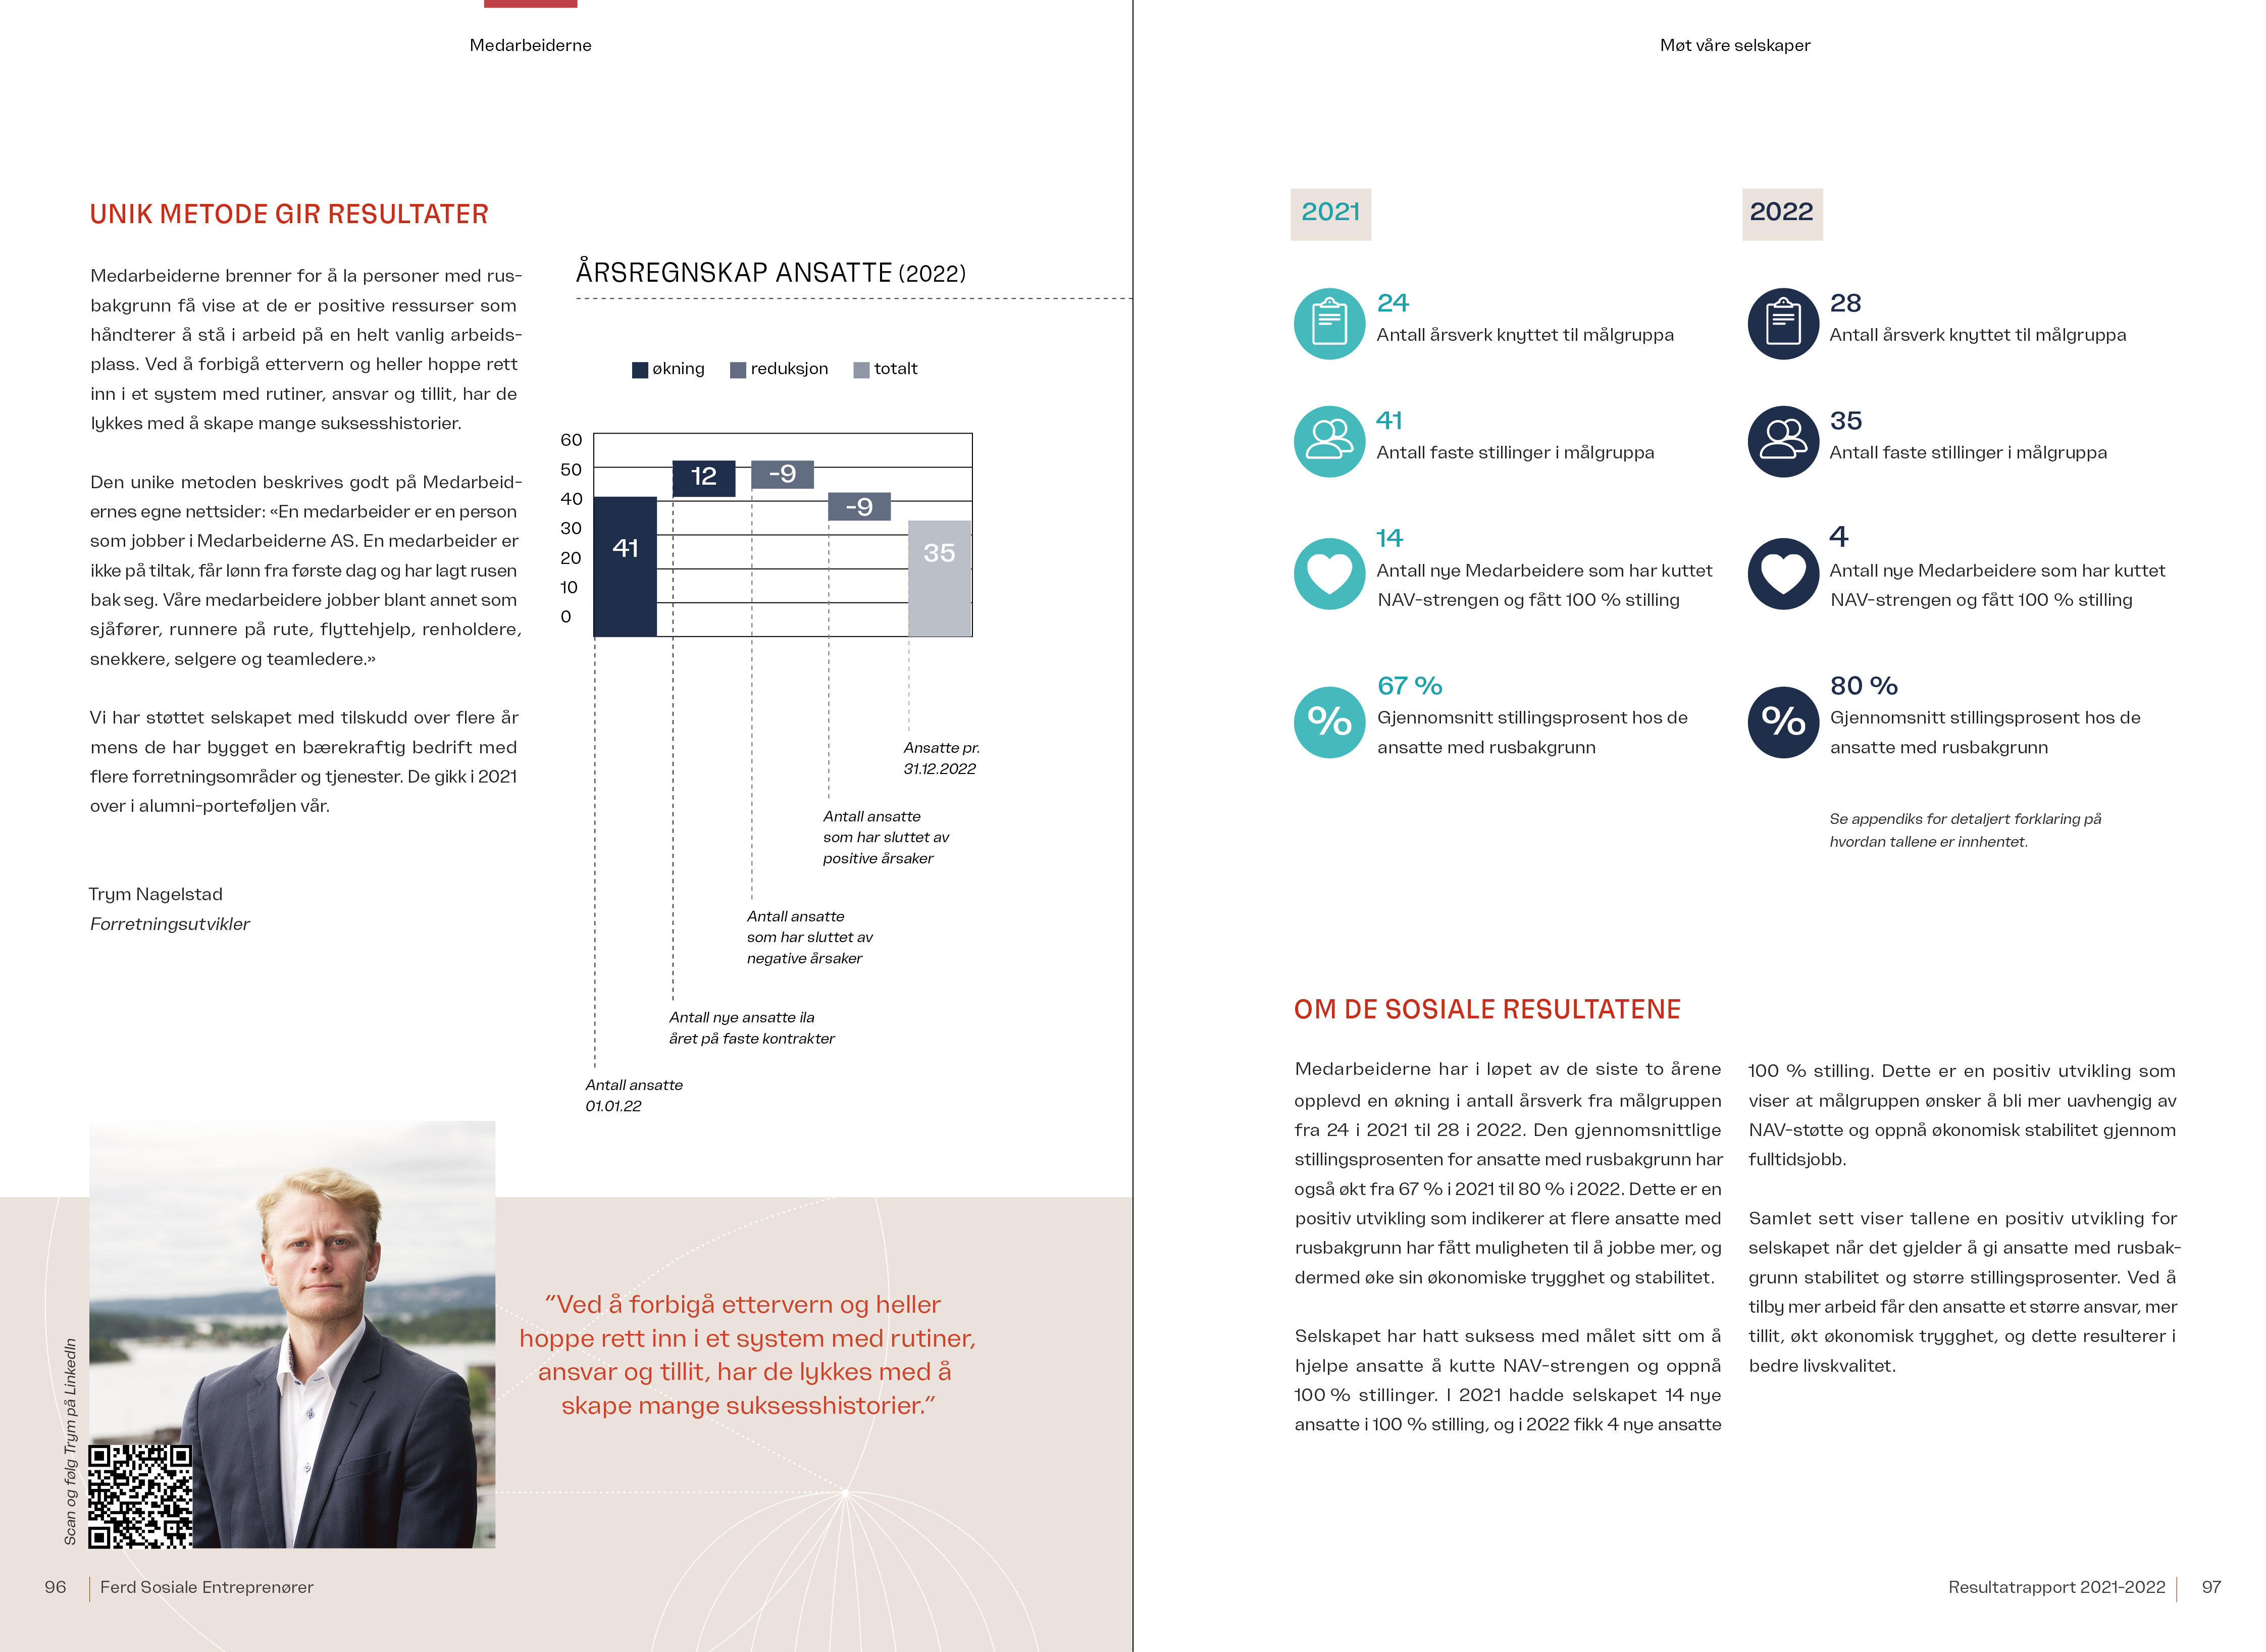 Medarbeiderne
UNIK METODE GIR RESULTATER
Medarbeiderne brenner for å la personer med rus-
bakgrunn få vise at de er positive ressurser som
håndterer å stå i arbeid på en helt vanlig arbeids-
plass. Ved å forbigå ettervern og heller hoppe rett
inn i et system med rutiner, ansvar og tillit, har de
lykkes med å skape mange suksesshistorier.
Den unike metoden beskrives godt på Medarbeid-
ernes egne nettsider: «En medarbeider er en person
som jobber i Medarbeiderne AS. En medarbeider er
ikke på tiltak, får lønn fra første dag og har lagt rusen
bak seg. Våre medarbeidere jobber blant annet som
sjåfører, runnere på rute, flyttehjelp, renholdere,
snekkere, selgere og teamledere.»
Vi har støttet selskapet med tilskudd over flere år
mens de har bygget en bærekraftig bedrift med
flere forretningsområder og tjenester. De gikk i 2021
over i alumni-porteføljen vår.
Trym Nagelstad
Forretningsutvikler
ÅRSREGNSKAP ANSATTE (2022)
økning reduksjon totalt
60
50
40
30
20
10
0
41
12
-9
-9
35
Ansatte pr.
31.12.2022
Antall ansatte
som har sluttet av
positive årsaker
Antall ansatte
som har sluttet av
negative årsaker
Antall nye ansatte ila
året på faste kontrakter
Antall ansatte
01.01.22
Scan og følg Trym på LinkedIn
"Ved å forbigå ettervern og heller
hoppe rett inn i et system med rutiner,
ansvar og tillit, har de lykkes med å
skape mange suksesshistorier."
96 Ferd Sosiale Entreprenører
Møt våre selskaper
2021
24
Antall årsverk knyttet til målgruppa
41
Antall faste stillinger i målgruppa
14
Antall nye Medarbeidere som har kuttet
NAV-strengen og fått 100 % stilling
%
67 %
Gjennomsnitt stillingsprosent hos de
ansatte med rusbakgrunn
2022
28
Antall årsverk knyttet til målgruppa
35
Antall faste stillinger i målgruppa
4
Antall nye Medarbeidere som har kuttet
NAV-strengen og fått 100 % stilling
%
80 %
Gjennomsnitt stillingsprosent hos de
ansatte med rusbakgrunn
Se appendiks for detaljert forklaring på
hvordan tallene er innhentet.
OM DE SOSIALE RESULTATENE
Medarbeiderne har i løpet av de siste to årene
opplevd en økning i antall årsverk fra målgruppen
fra 24 i 2021 til 28 i 2022. Den gjennomsnittlige
stillingsprosenten for ansatte med rusbakgrunn har
også økt fra 67 % i 2021 til 80 % i 2022. Dette er en
positiv utvikling som indikerer at flere ansatte med
rusbakgrunn har fått muligheten til å jobbe mer, og
dermed øke sin økonomiske trygghet og stabilitet.
Selskapet har hatt suksess med målet sitt om å
hjelpe ansatte å kutte NAV-strengen og oppnå
100 % stillinger. I 2021 hadde selskapet 14 nye
ansatte i 100 % stilling, og i 2022 fikk 4 nye ansatte
100 % stilling. Dette er en positiv utvikling som
viser at målgruppen ønsker å bli mer uavhengig av
NAV-støtte og oppnå økonomisk stabilitet gjennom
fulltidsjobb.
Samlet sett viser tallene en positiv utvikling for
selskapet når det gjelder å gi ansatte med rusbak-
grunn stabilitet og større stillingsprosenter. Ved å
tilby mer arbeid får den ansatte et større ansvar, mer
tillit, økt økonomisk trygghet, og dette resulterer i
bedre livskvalitet.
Resultatrapport 2021-2022 97